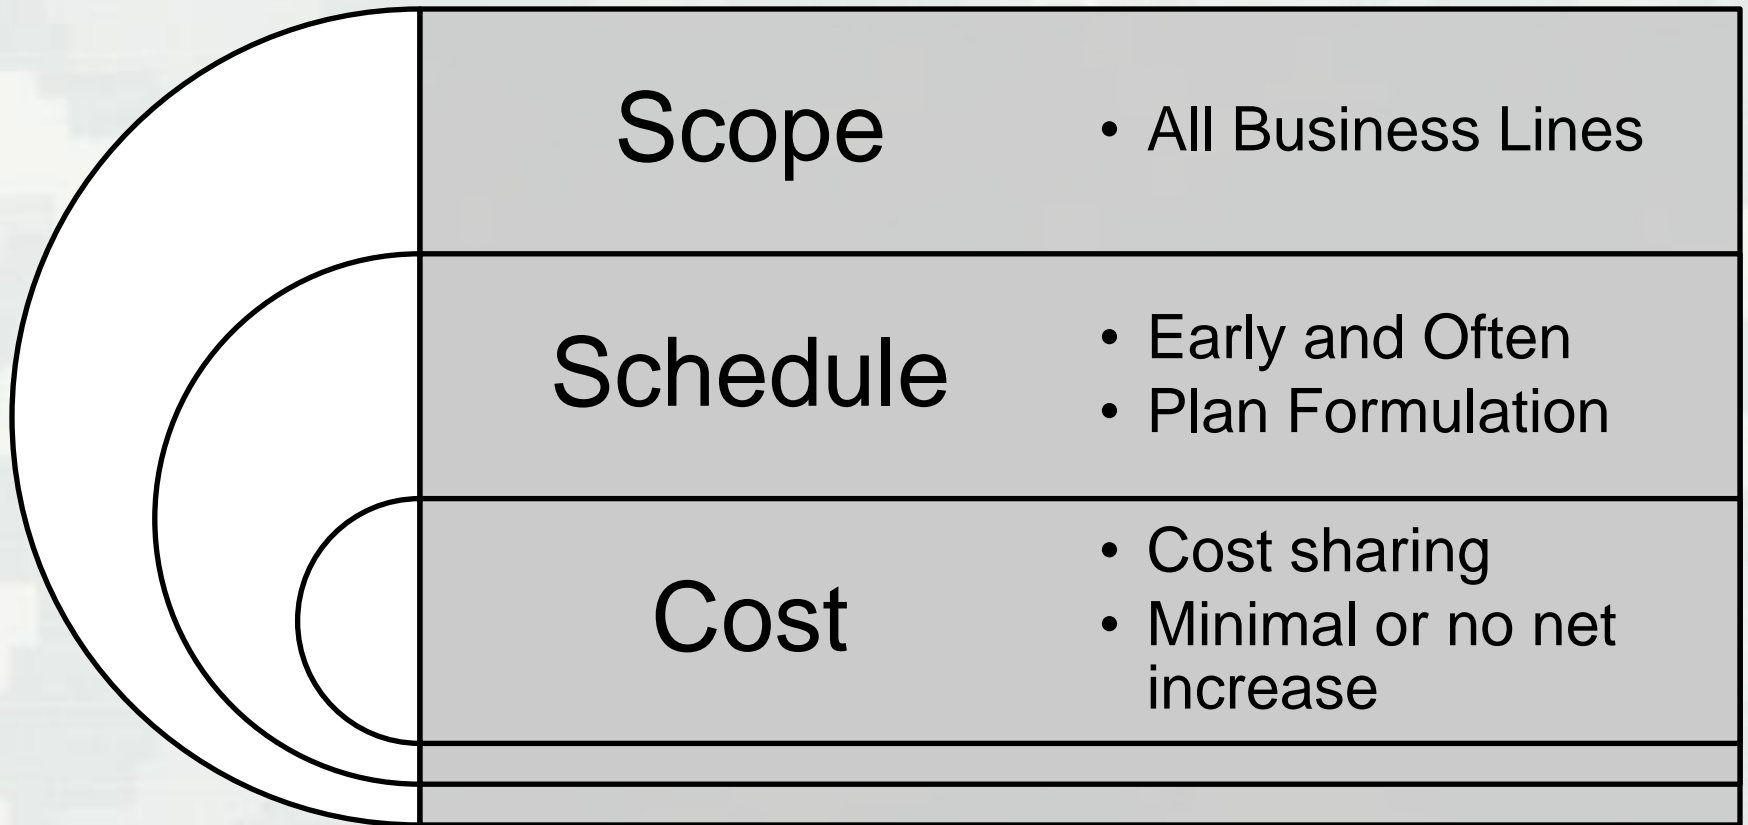 Scope
• All Business Lines
Schedule
• Early and Often
• Plan Formulation
Cost
• Cost sharing
• Minimal or no net
increase